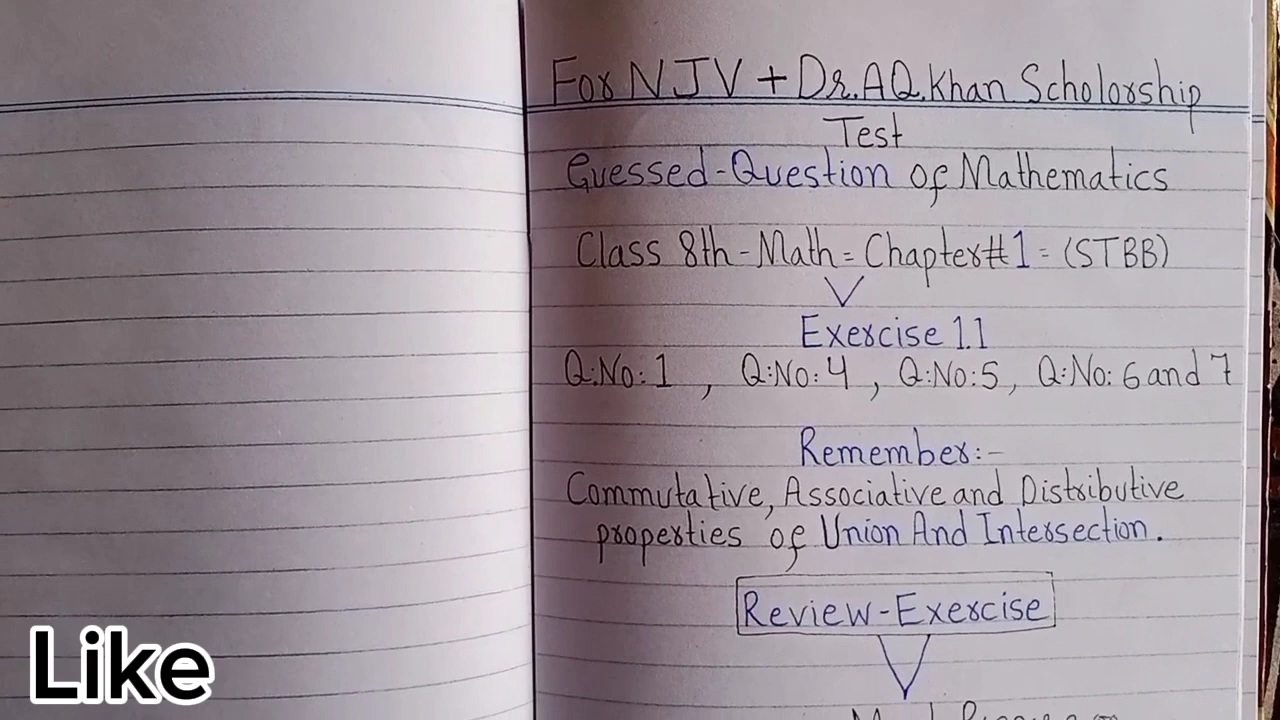 For NJV + Dr.AQ.Khan Scholorship
Test
Guessed-Question of Mathematics
Class 8th - Math = Chapter#1 = (STBB)
Exercise 1.1
Q:No:1 , Q:No:4 , Q:No:5, Q:No: 6 and 7
Remember:-
Commutative, Associative and Distributive
properties of Union And Intersection.
Review-Exercise
Like